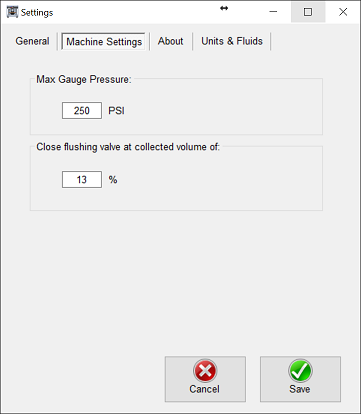 Settings
General Machine Settings About Units & Fluids
Max Gauge Pressure:
250 PSI
Close flushing valve at collected volume of:
13 %
Cancel Save